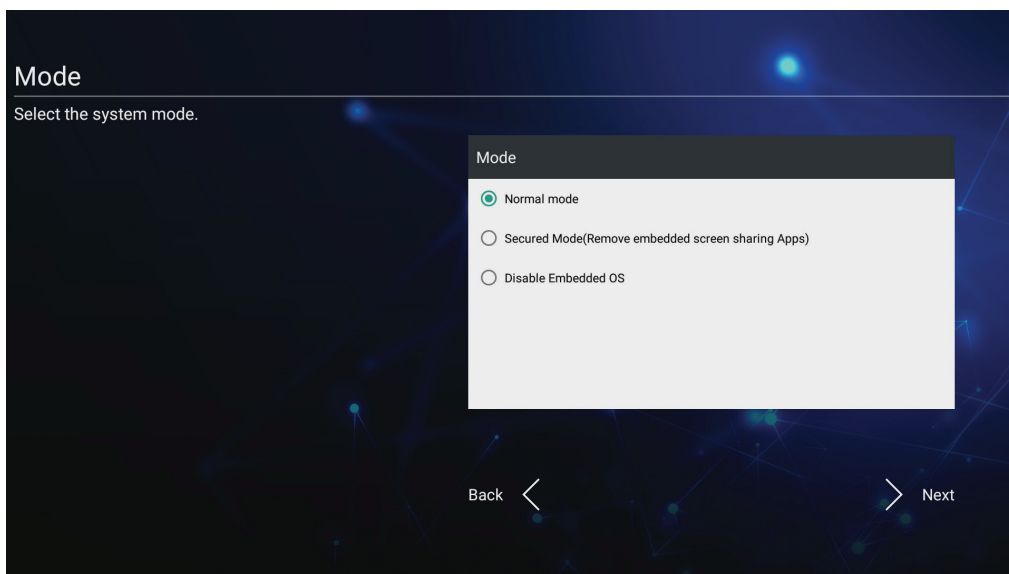 Mode
Select the system mode.
Mode
Normal mode
Secured Mode(Remove embedded screen sharing Apps)
Disable Embedded OS
Back
Next